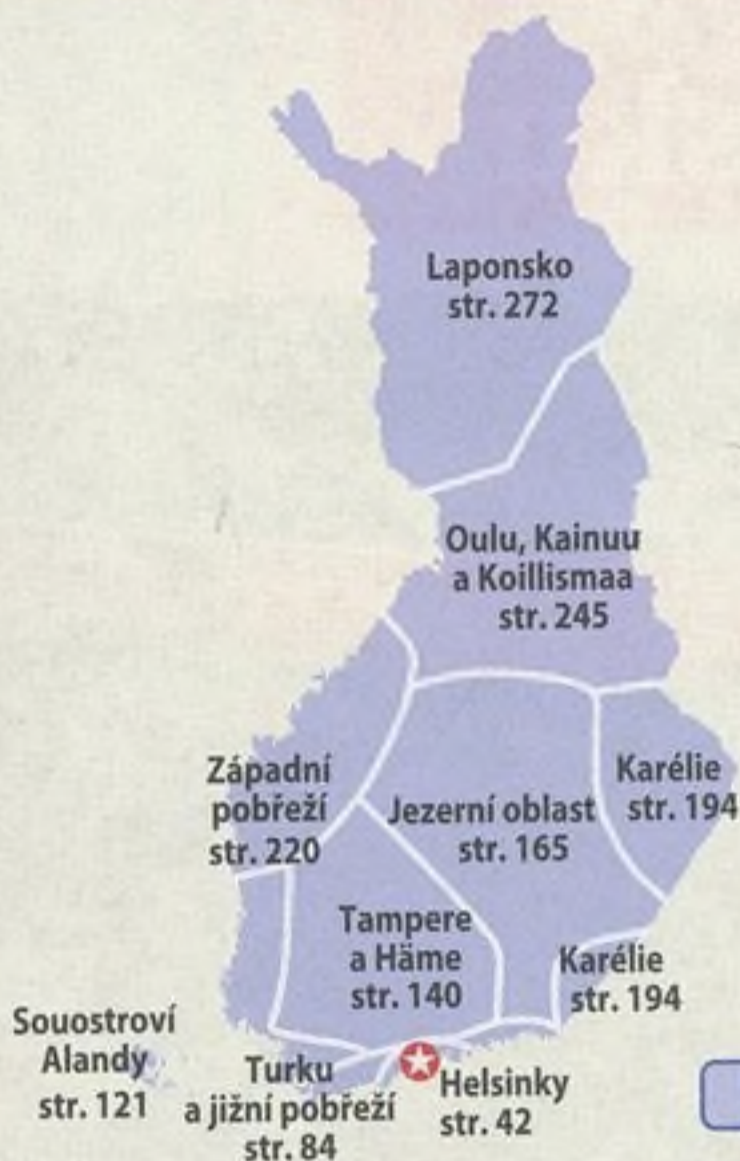 Laponsko
str. 272
Oulu, Kainuu
a Koillismaa
str. 245
Západní
pobřeží
str. 220
Jezerní oblast
str. 165
Karélie
str. 194
Tampere
a Häme
str. 140
Karélie
str. 194
Souostroví
Alandy
str. 121
Turku
a jižní pobřeží
str. 84
Helsinky
str. 42